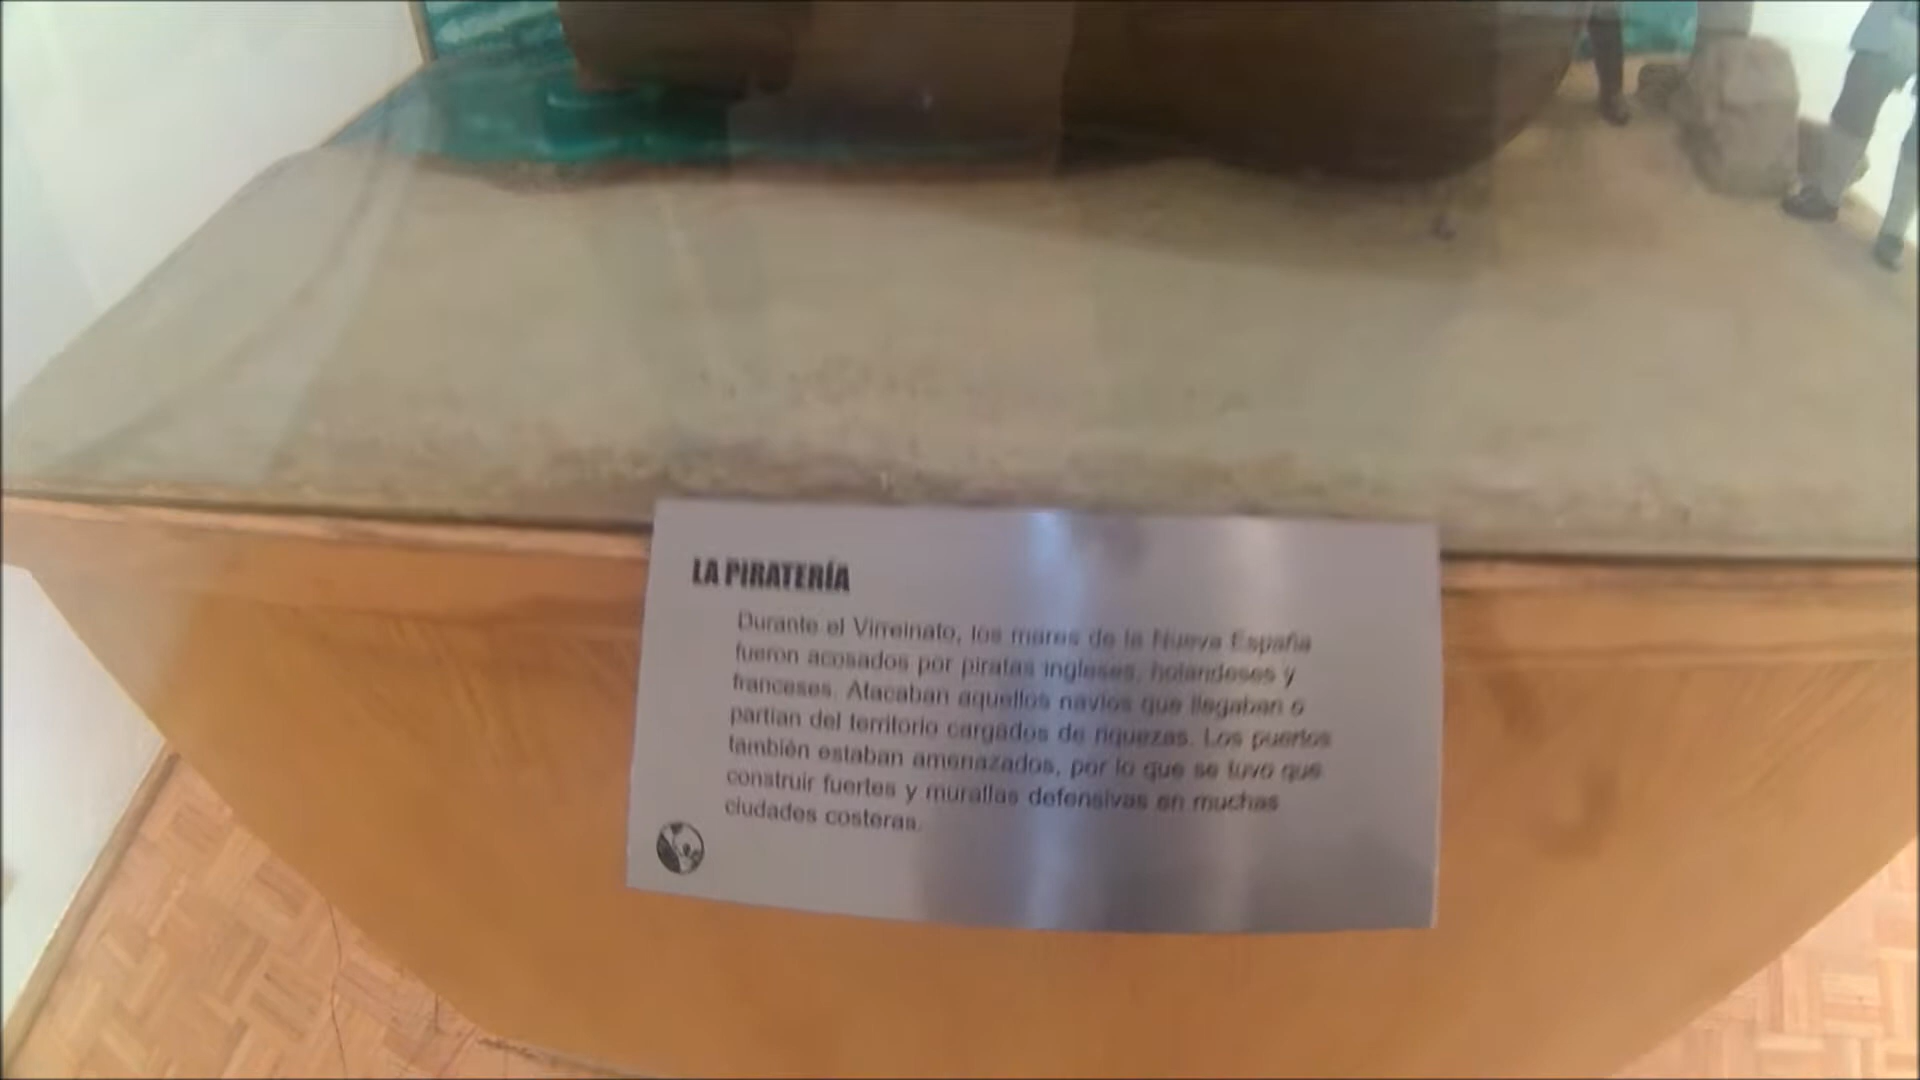 LA PIRATERÍA
Durante el Virreinato, los mares de la Nueva España
fueron acosados por piratas ingleses, holandeses y
franceses. Atacaban aquellos navíos que llegaban o
partían del territorio cargados de riquezas. Los puertos
también estaban amenazados, por lo que se tuvo que
construir fuertes y murallas defensivas en muchas
ciudades costeras.